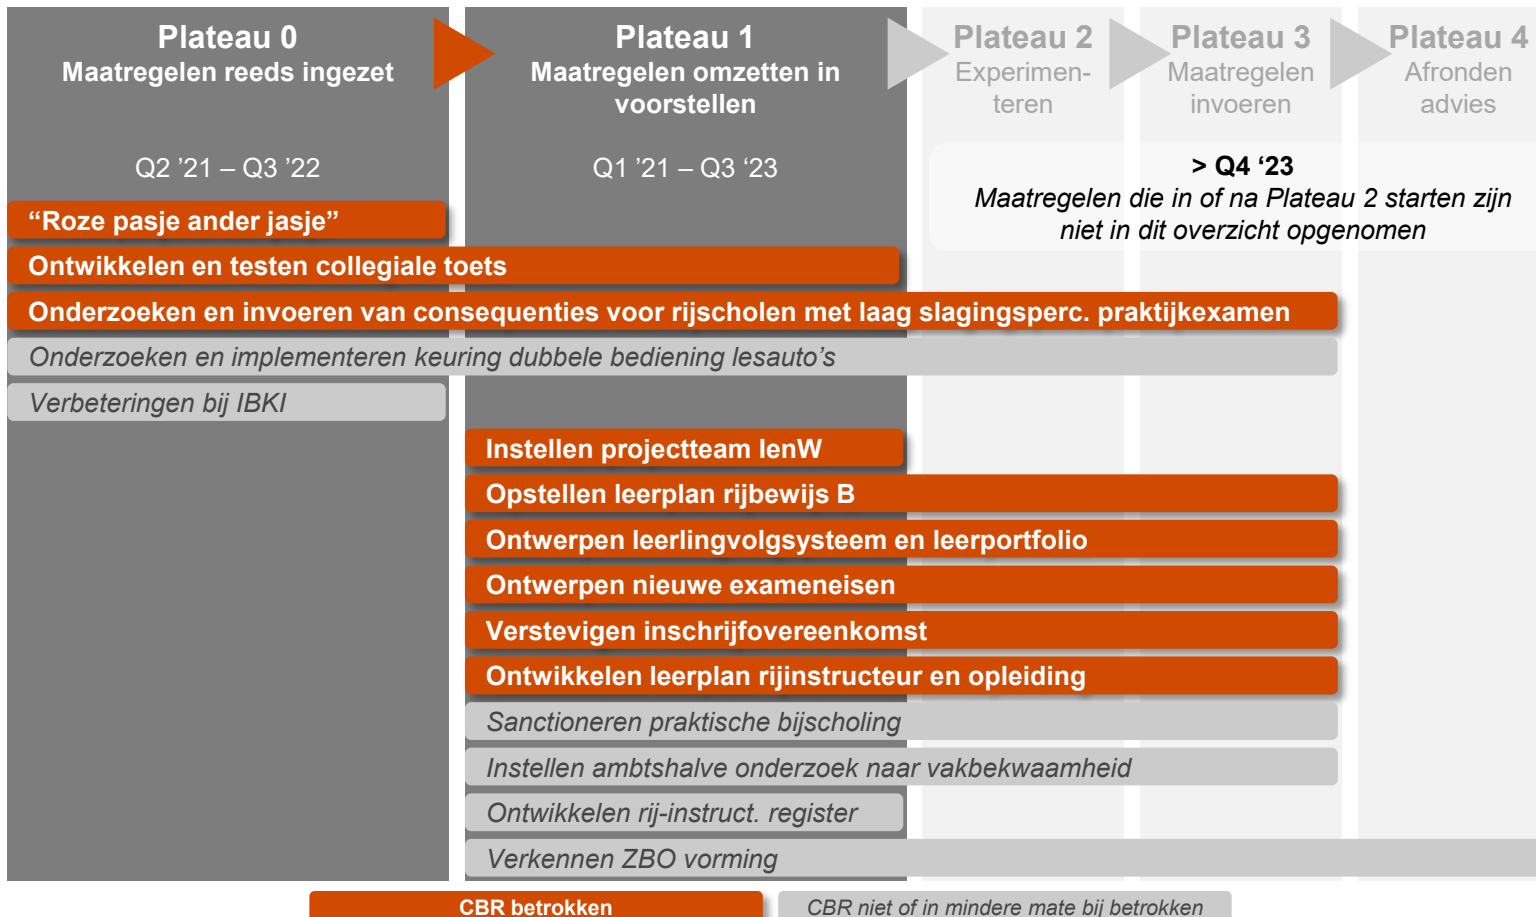 Plateau 0
Maatregelen reeds ingezet
Q2 ’21 – Q3 ’22
Plateau 1
Maatregelen omzetten in
voorstellen
Q1 ’21 – Q3 ‘23
Plateau 2
Experimen-
teren
Plateau 3
Maatregelen
invoeren
Plateau 4
Afronden
advies
> Q4 ‘23
Maatregelen die in of na Plateau 2 starten zijn
niet in dit overzicht opgenomen
“Roze pasje ander jasje”
Ontwikkelen en testen collegiale toets
Onderzoeken en invoeren van consequenties voor rijscholen met laag slagingsperc. praktijkexamen
Onderzoeken en implementeren keuring dubbele bediening lesauto’s
Verbeteringen bij IBKI
Instellen projectteam IenW
Opstellen leerplan rijbewijs B
Ontwerpen leerlingvolgsysteem en leerportfolio
Ontwerpen nieuwe exameneisen
Verstevigen inschrijfovereenkomst
Ontwikkelen leerplan rijinstructeur en opleiding
Sanctioneren praktische bijscholing
Instellen ambtshalve onderzoek naar vakbekwaamheid
Ontwikkelen rij-instruct. register
Verkennen ZBO vorming
CBR betrokken
CBR niet of in mindere mate bij betrokken